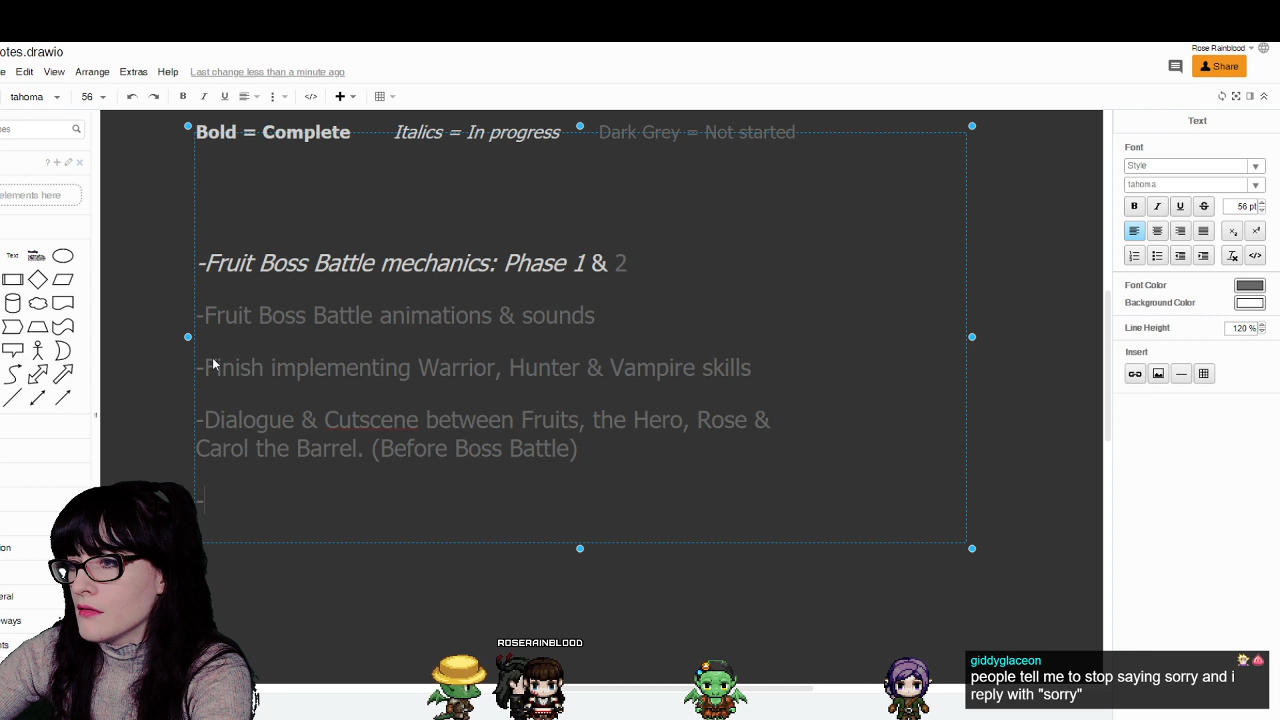 otes.drawio
Rose Rainblood
Edit View Arrange Extras Help Last change less than a minute ago
Share
tahoma 56
Text
Bold = Complete Italics = In progress Dark Grey = Not started
-Fruit Boss Battle mechanics: Phase 1 & 2
-Fruit Boss Battle animations & sounds
-Finish implementing Warrior, Hunter & Vampire skills
-Dialogue & Cutscene between Fruits, the Hero, Rose &
Carol the Barrel. (Before Boss Battle)
-
elements here
Text
Font
Style
tahoma
B I U S 56 pt
Font Color
Background Color
Line Height 120 %
Insert
ROSERAINBLOOD
giddyglaceon
people tell me to stop saying sorry and i
reply with "sorry"